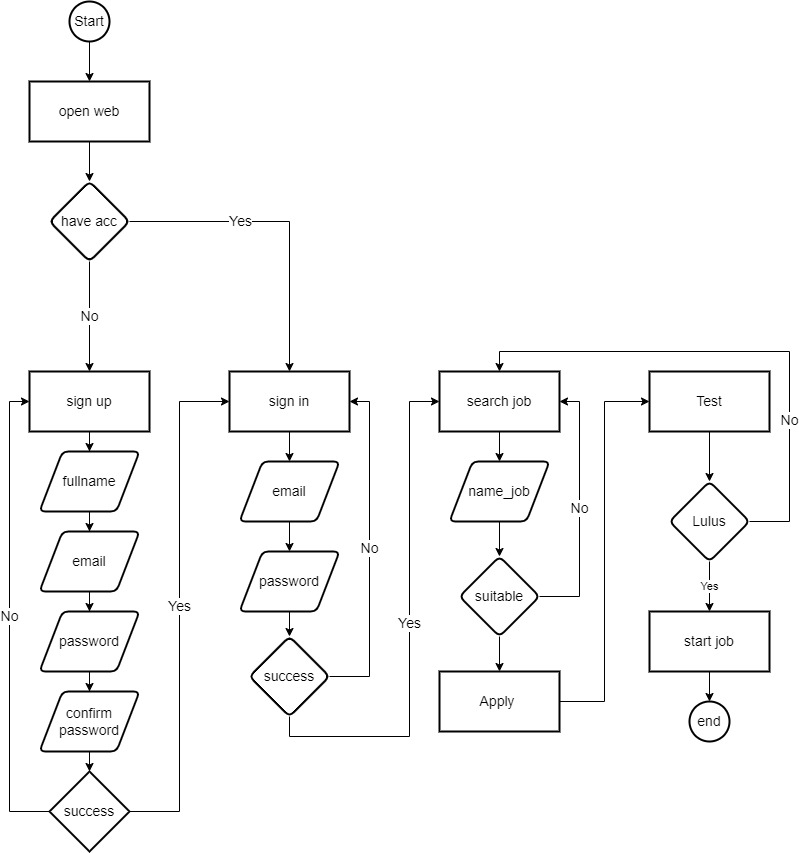 Start
open web
have acc
Yes
No
sign up
fullname
email
password
confirm
password
success
No
Yes
sign in
email
password
success
No
Yes
search job
name_job
suitable
No
Apply
Test
Lulus
No
Yes
start job
end